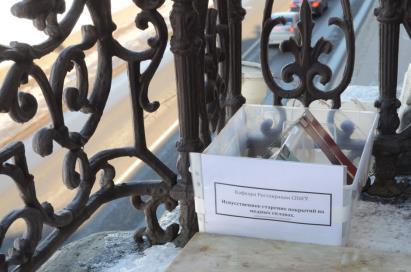 Кафедра Реставрации СПбГУ
Искусственное старение покрытий на
медных сплавах.